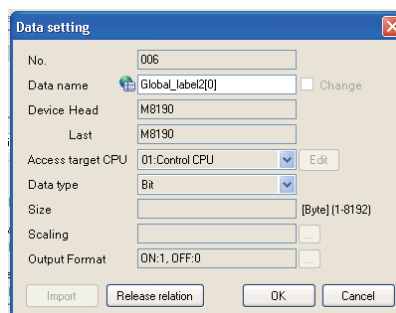 Data setting
No. 006
Data name Global_label2[0] Change
Device Head M8190
Last M8190
Access target CPU 01:Control CPU Edit
Data type Bit
Size [Byte] (1-8192)
Scaling ...
Output Format ON:1, OFF:0 ...
Import Release relation OK Cancel